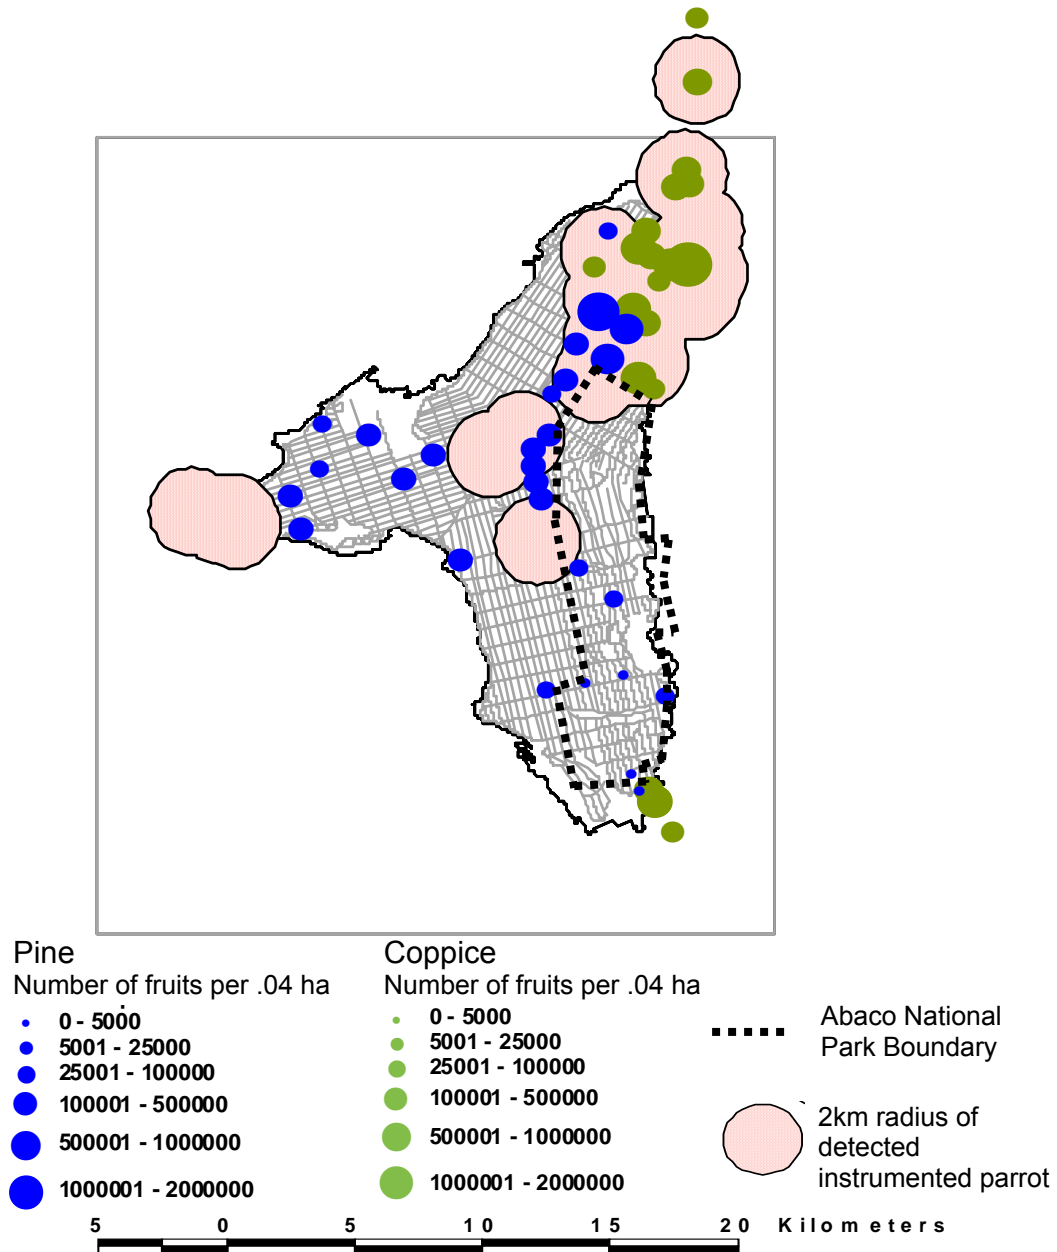 Pine
Number of fruits per .04 ha
0 - 5000
5001 - 25000
25001 - 100000
100001 - 500000
500001 - 1000000
1000001 - 2000000
Coppice
Number of fruits per .04 ha
0 - 5000
5001 - 25000
25001 - 100000
100001 - 500000
500001 - 1000000
1000001 - 2000000
Abaco National
Park Boundary
2km radius of
detected
instrumented parrot
5 0 5 10 15 20 Kilometers